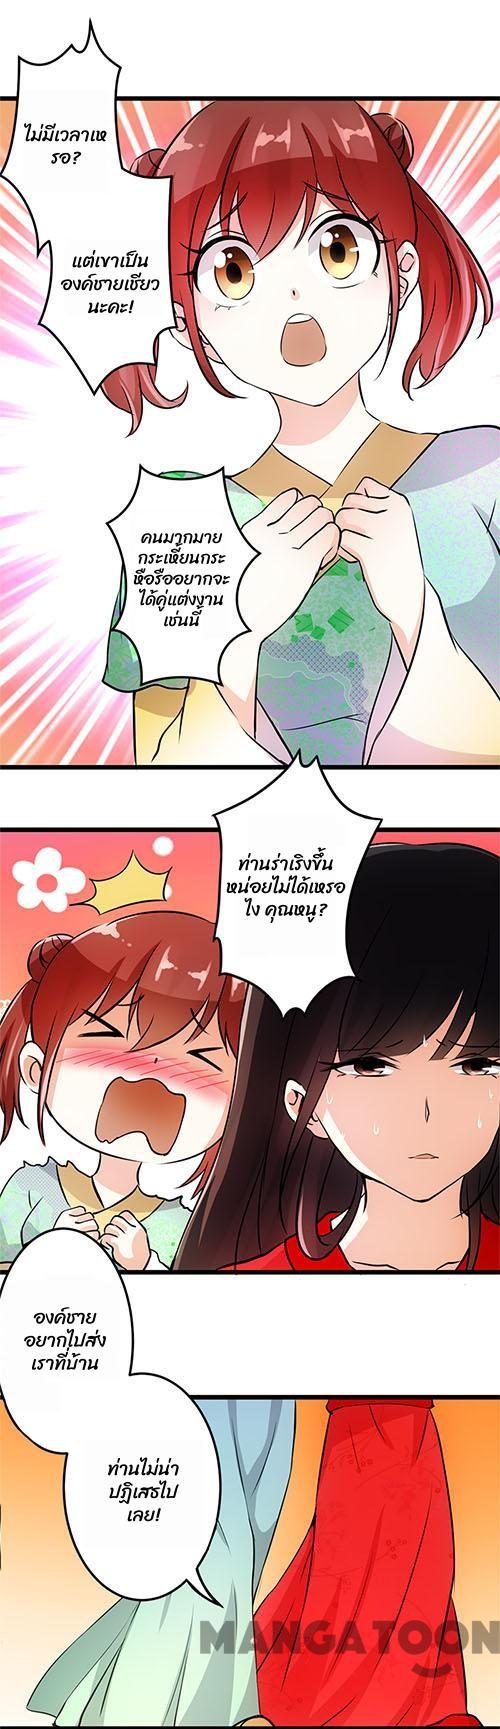 ไม่มีเวลาเห
รอ?
แต่เขาเป็น
องค์ชายเชียว
นะคะ!
คนมากมาย
กระเหี้ยนกระ
หือรืออยากจะ
ได้คู่แต่งงาน
เช่นนี้
ท่านร่าเริงขึ้น
หน่อยไม่ได้เหรอ
ไง คุณหนู?
องค์ชาย
อยากไปส่ง
เราที่บ้าน
ท่านไม่น่า
ปฏิเสธไป
เลย!
MANGATOON